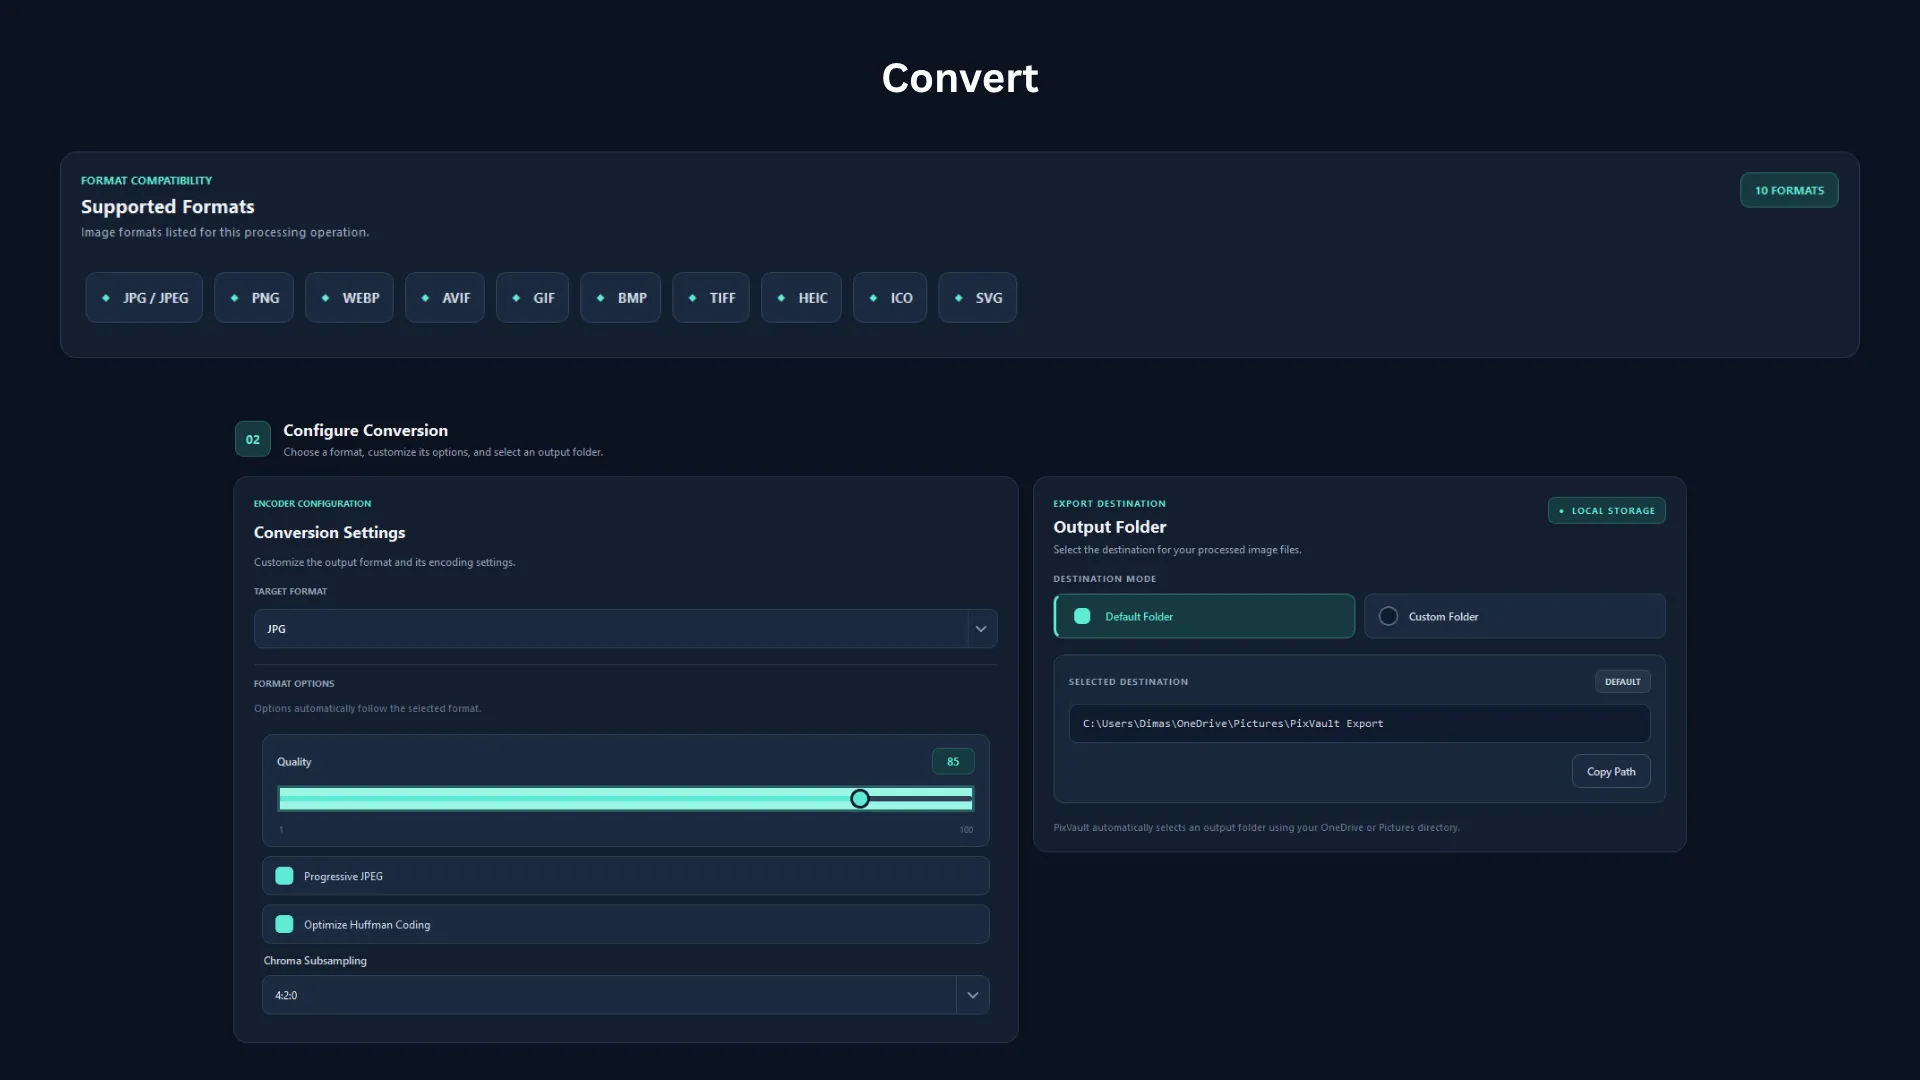 Convert
FORMAT COMPATIBILITY
Supported Formats
Image formats listed for this processing operation.
10 FORMATS
JPG / JPEG
PNG
WEBP
AVIF
GIF
BMP
TIFF
HEIC
ICO
SVG
02
Configure Conversion
Choose a format, customize its options, and select an output folder.
ENCODER CONFIGURATION
Conversion Settings
Customize the output format and its encoding settings.
TARGET FORMAT
JPG
FORMAT OPTIONS
Options automatically follow the selected format.
Quality
85
1
100
Progressive JPEG
Optimize Huffman Coding
Chroma Subsampling
4:2:0
EXPORT DESTINATION
Output Folder
Select the destination for your processed image files.
LOCAL STORAGE
DESTINATION MODE
Default Folder
Custom Folder
SELECTED DESTINATION
DEFAULT
C:\Users\Dimas\OneDrive\Pictures\PixVault Export
Copy Path
PixVault automatically selects an output folder using your OneDrive or Pictures directory.